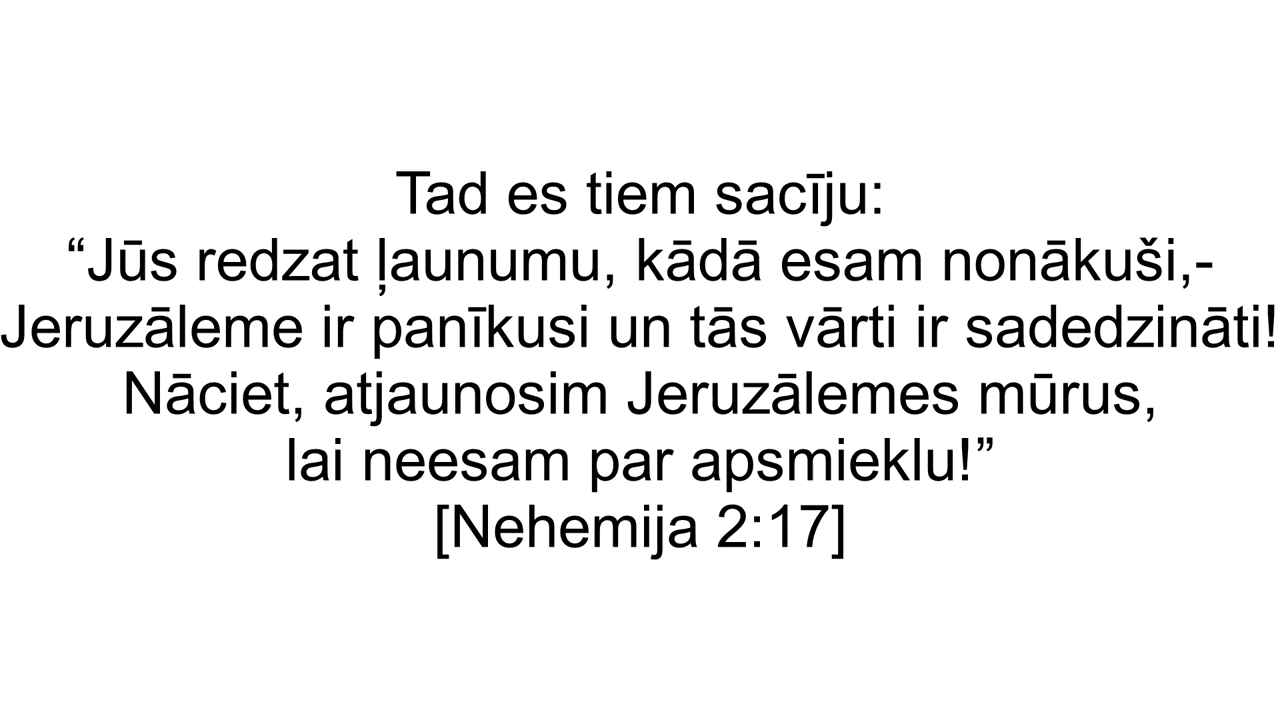 Tad es tiem sacīju:
“Jūs redzat ļaunumu, kādā esam nonākuši,-
Jeruzāleme ir panīkusi un tās vārti ir sadedzināti!
Nāciet, atjaunosim Jeruzālemes mūrus,
lai neesam par apsmieklu!”
[Nehemija 2:17]